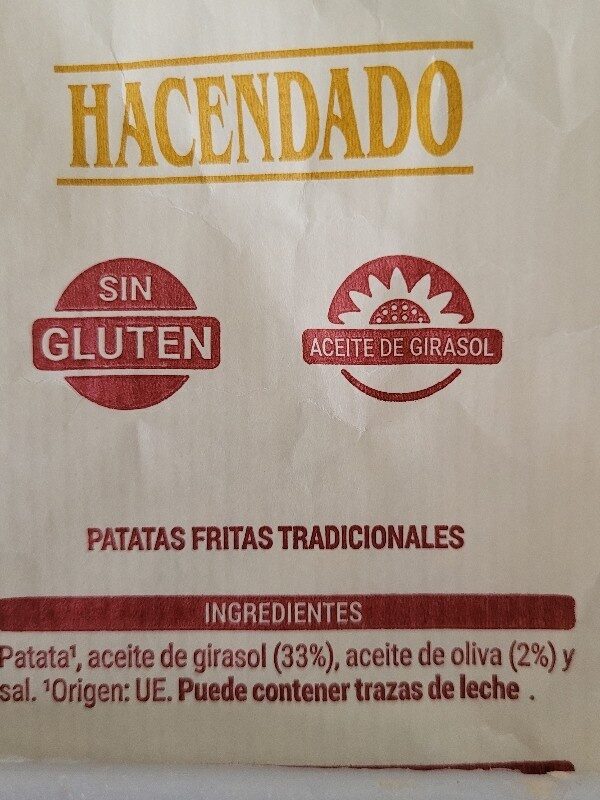 HACENDADO
SIN
GLUTEN
ACEITE DE GIRASOL
PATATAS FRITAS TRADICIONALES
INGREDIENTES
Patata¹, aceite de girasol (33%), aceite de oliva (2%) y
sal. ¹Origen: UE. Puede contener trazas de leche .